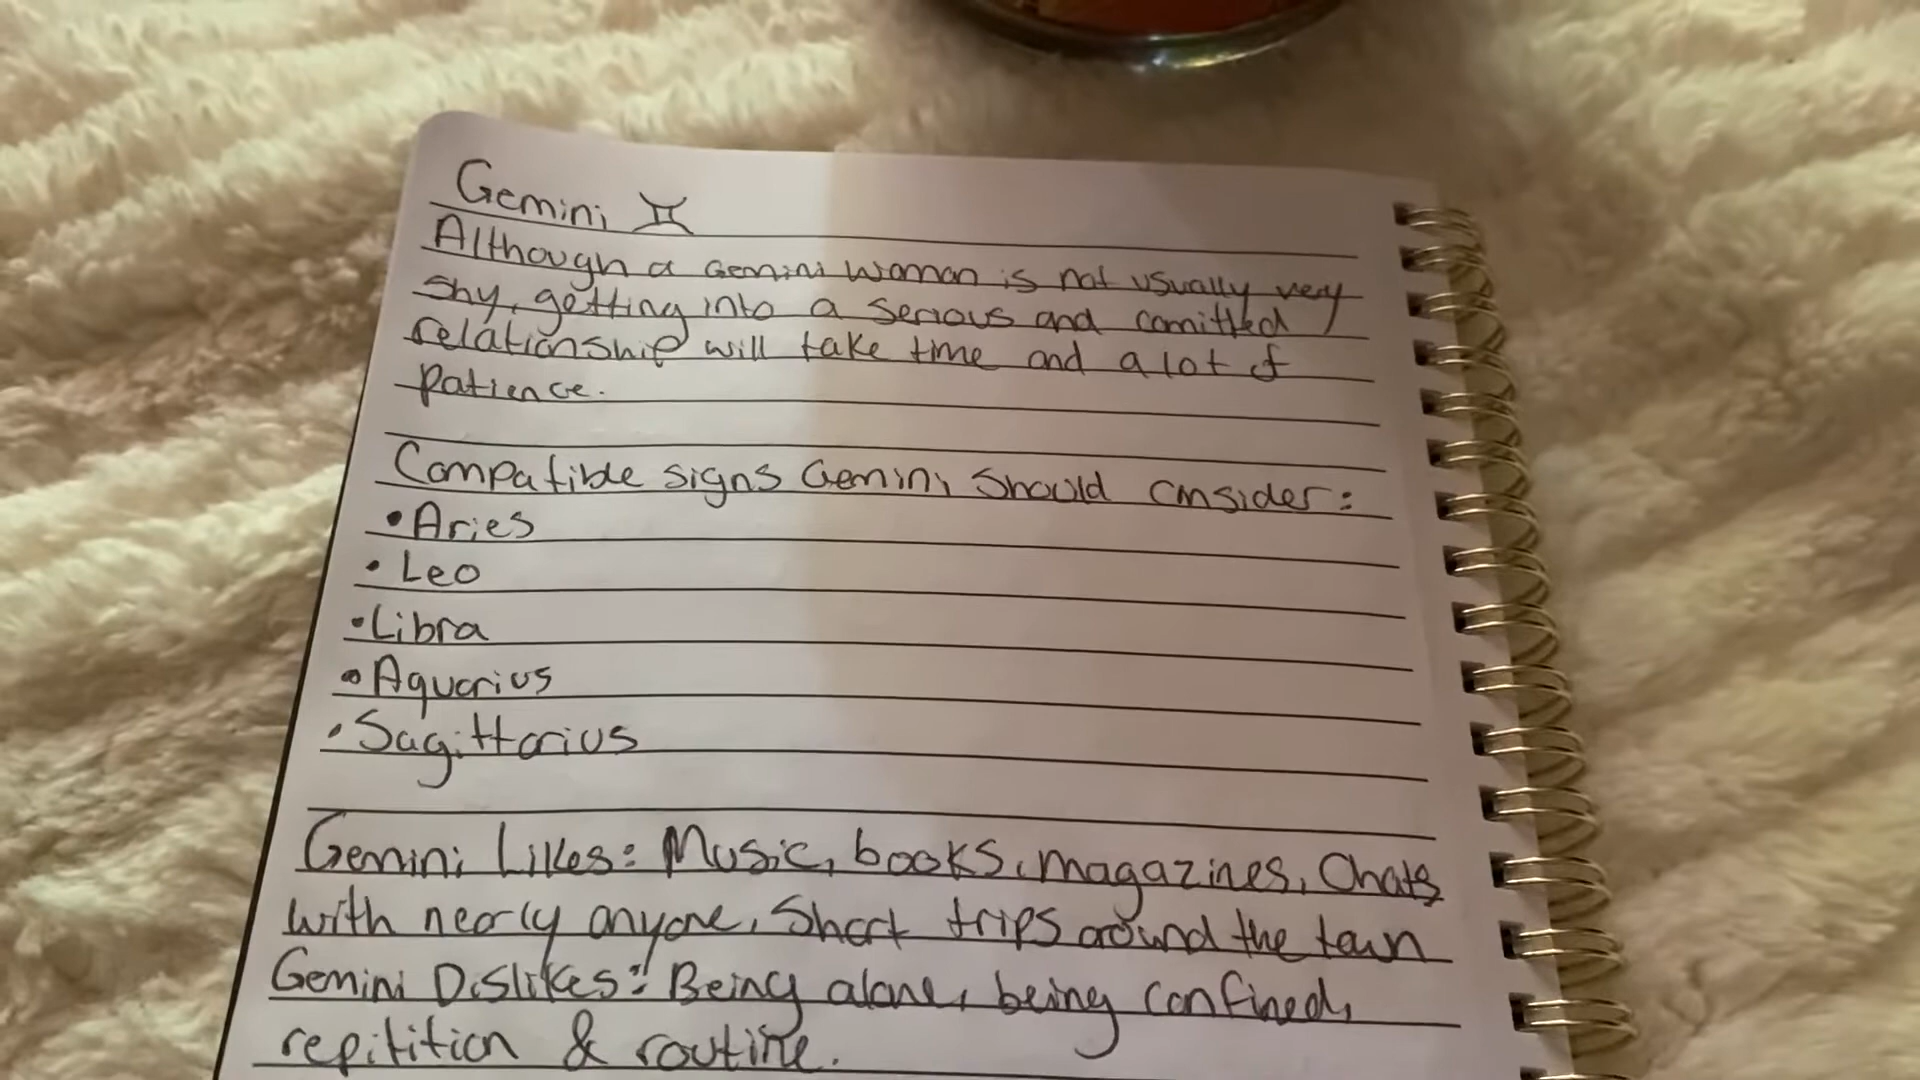 Gemini ♊
Although a Gemini woman is not usually very
shy, getting into a serious and comitted
relationship will take time and a lot of
patience.
Compatible signs Gemini should consider:
• Aries
• Leo
• Libra
• Aquarius
• Sagittarius
Gemini Likes: Music, books, magazines, Chats
with nearly anyone, Short trips around the town
Gemini Dislikes: Being alone, being confined,
repitition & routine.